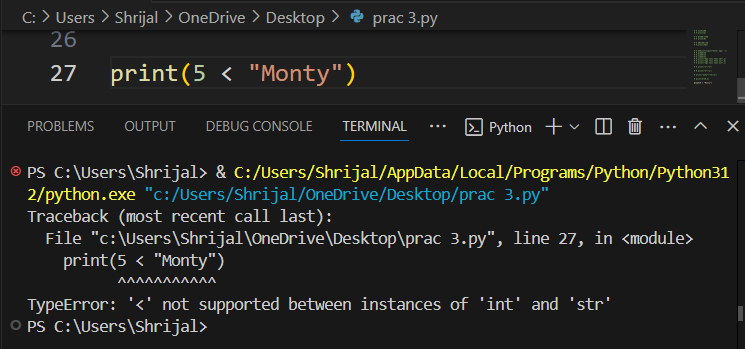 C: > Users > Shrijal > OneDrive > Desktop > prac 3.py
26
27 print(5 < "Monty")
PROBLEMS OUTPUT DEBUG CONSOLE TERMINAL ··· Python
PS C:\Users\Shrijal> & C:/Users/Shrijal/AppData/Local/Programs/Python/Python31
2/python.exe "c:/Users/Shrijal/OneDrive/Desktop/prac 3.py"
Traceback (most recent call last):
  File "c:\Users\Shrijal\OneDrive\Desktop\prac 3.py", line 27, in <module>
    print(5 < "Monty")
          ^^^^^^^^^^^
TypeError: '<' not supported between instances of 'int' and 'str'
PS C:\Users\Shrijal>